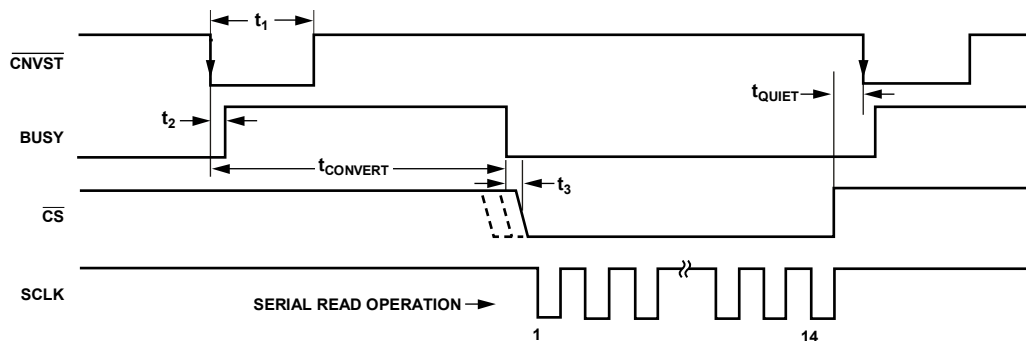 t1
CNVST
tQUIET
t2
BUSY
tCONVERT
t3
CS
SCLK
SERIAL READ OPERATION
1
14